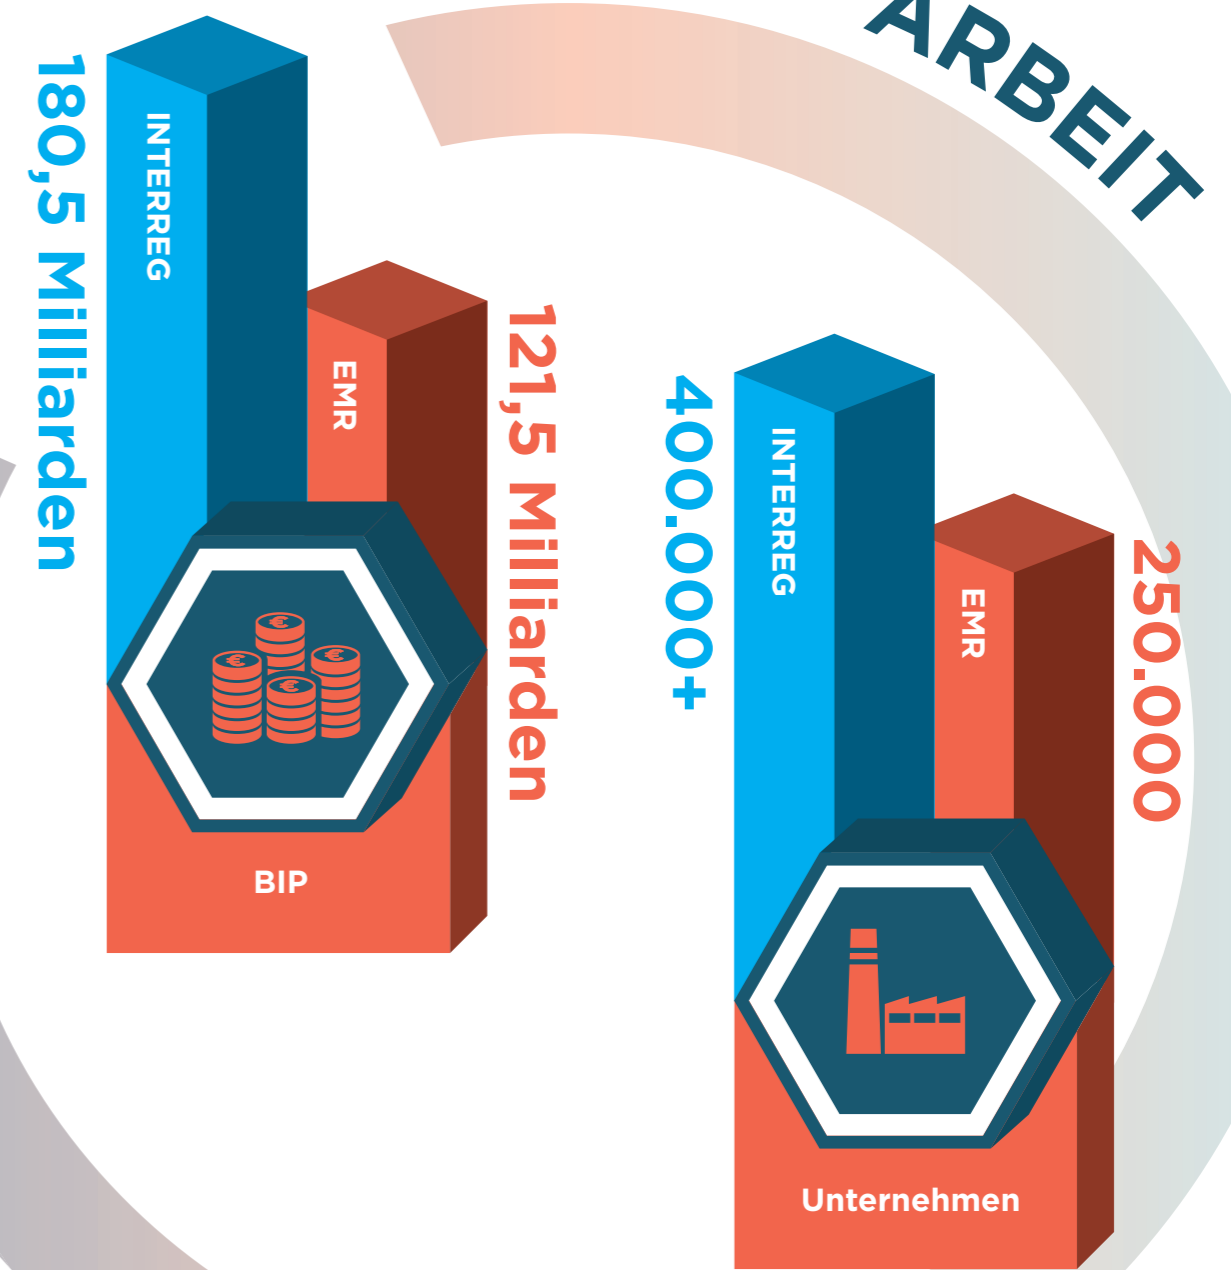 ARBEIT
180,5 Milliarden
INTERREG
EMR
121,5 Milliarden
BIP
400.000+
INTERREG
EMR
250.000
Unternehmen